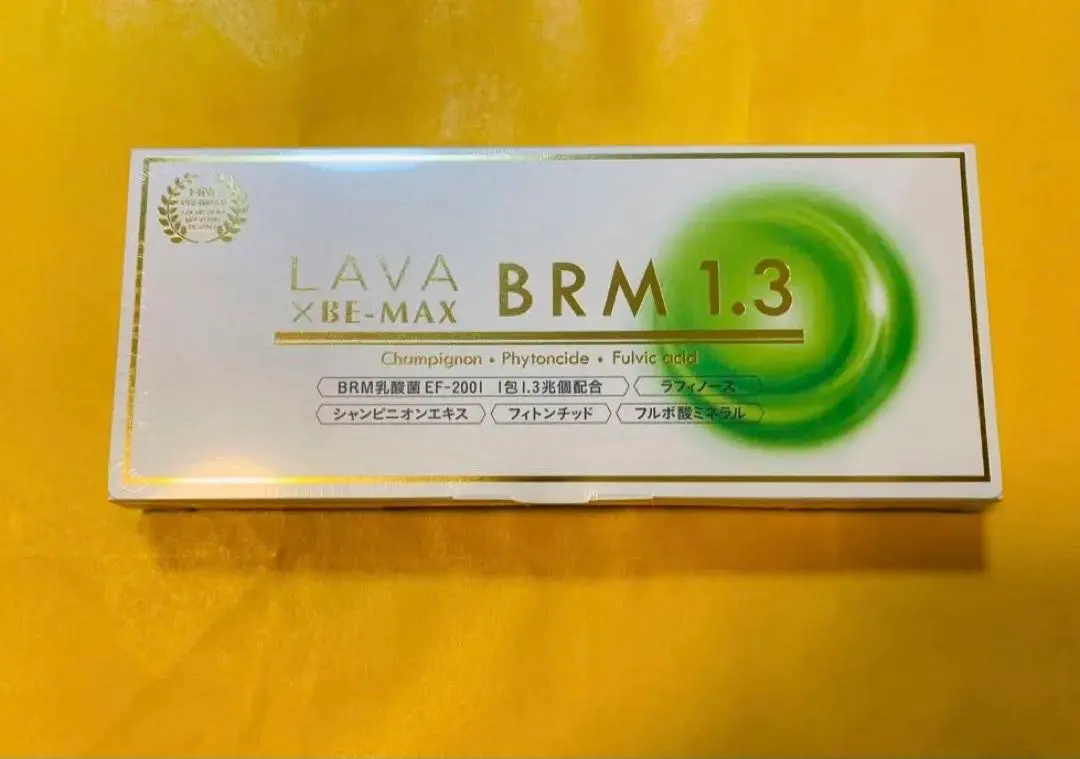 LAVA
×BE-MAX
BRM 1.3
Champignon • Phytoncide • Fulvic acid
BRM乳酸菌 EF-2001 1包1.3兆個配合 ラフィノース
シャンピニオンエキス フィトンチッド フルボ酸ミネラル